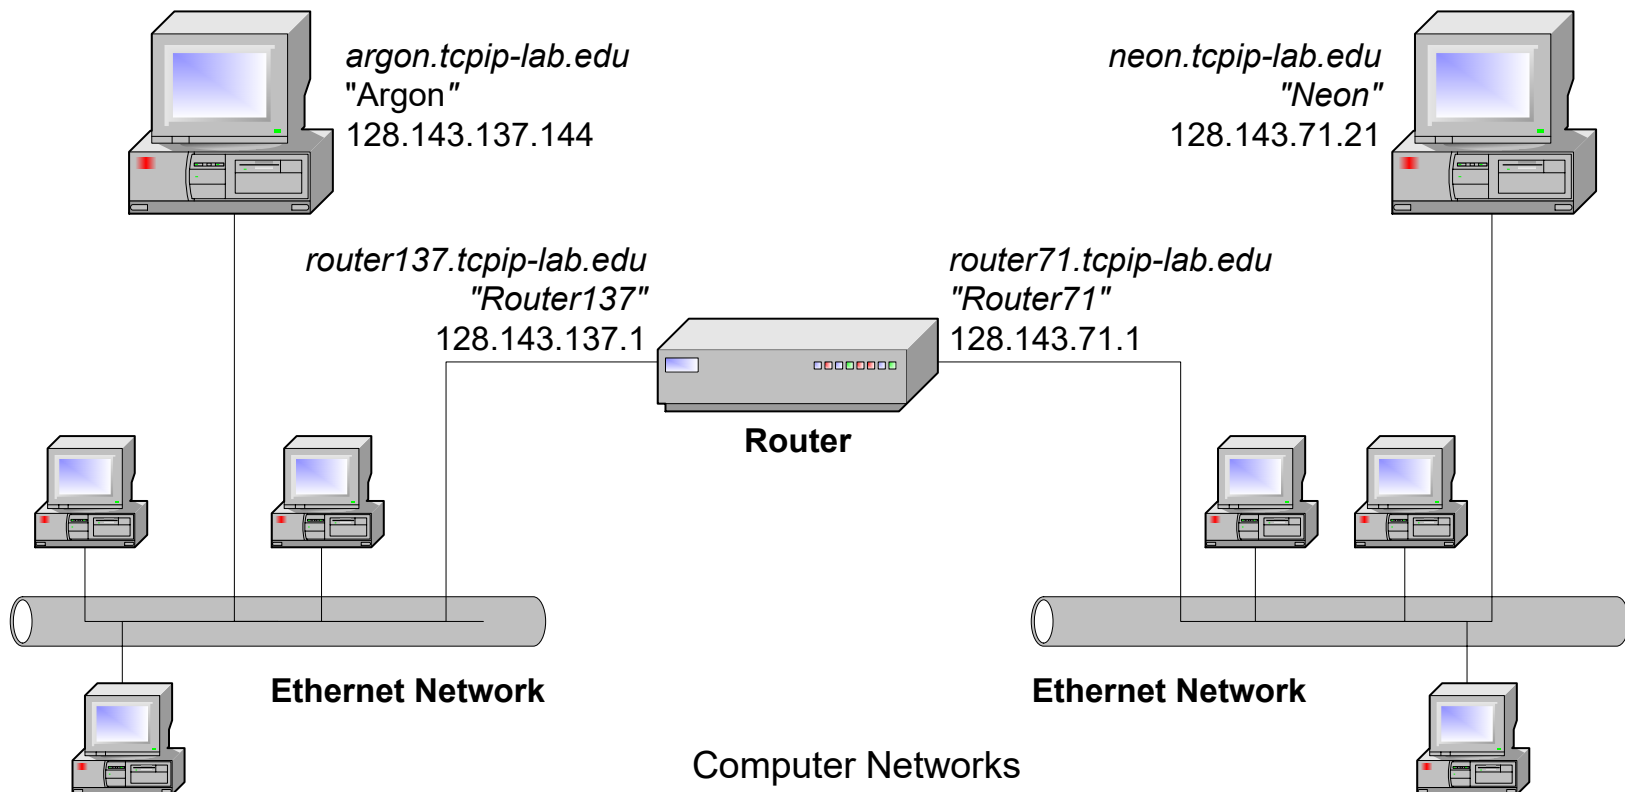 argon.tcpip-lab.edu
"Argon"
128.143.137.144
neon.tcpip-lab.edu
"Neon"
128.143.71.21
router137.tcpip-lab.edu
"Router137"
128.143.137.1
router71.tcpip-lab.edu
"Router71"
128.143.71.1
Router
Ethernet Network
Ethernet Network
Computer Networks